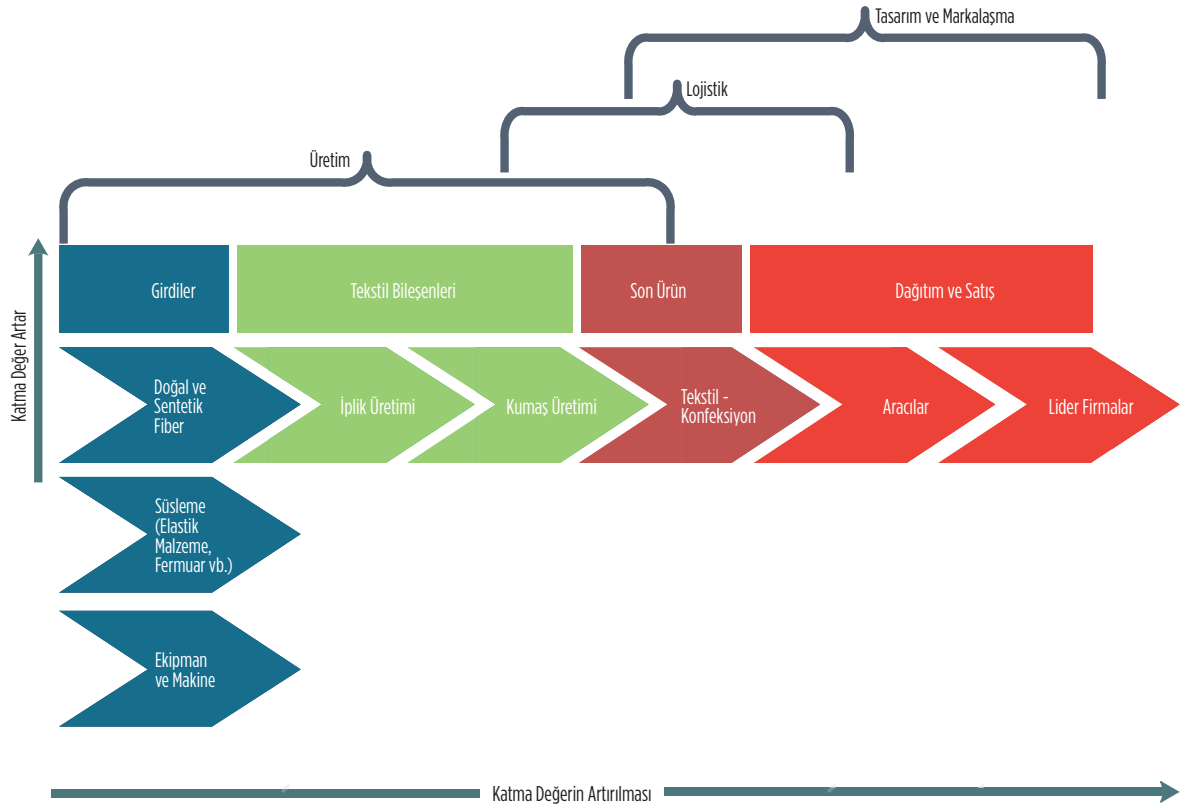 Tasarım ve Markalaşma
Lojistik
Üretim
Katma Değer Artar
Girdiler
Tekstil Bileşenleri
Son Ürün
Dağıtım ve Satış
Doğal ve
Sentetik
Fiber
İplik Üretimi
Kumaş Üretimi
Tekstil -
Konfeksiyon
Aracılar
Lider Firmalar
Süsleme
(Elastik
Malzeme,
Fermuar vb.)
Ekipman
ve Makine
Katma Değerin Artırılması